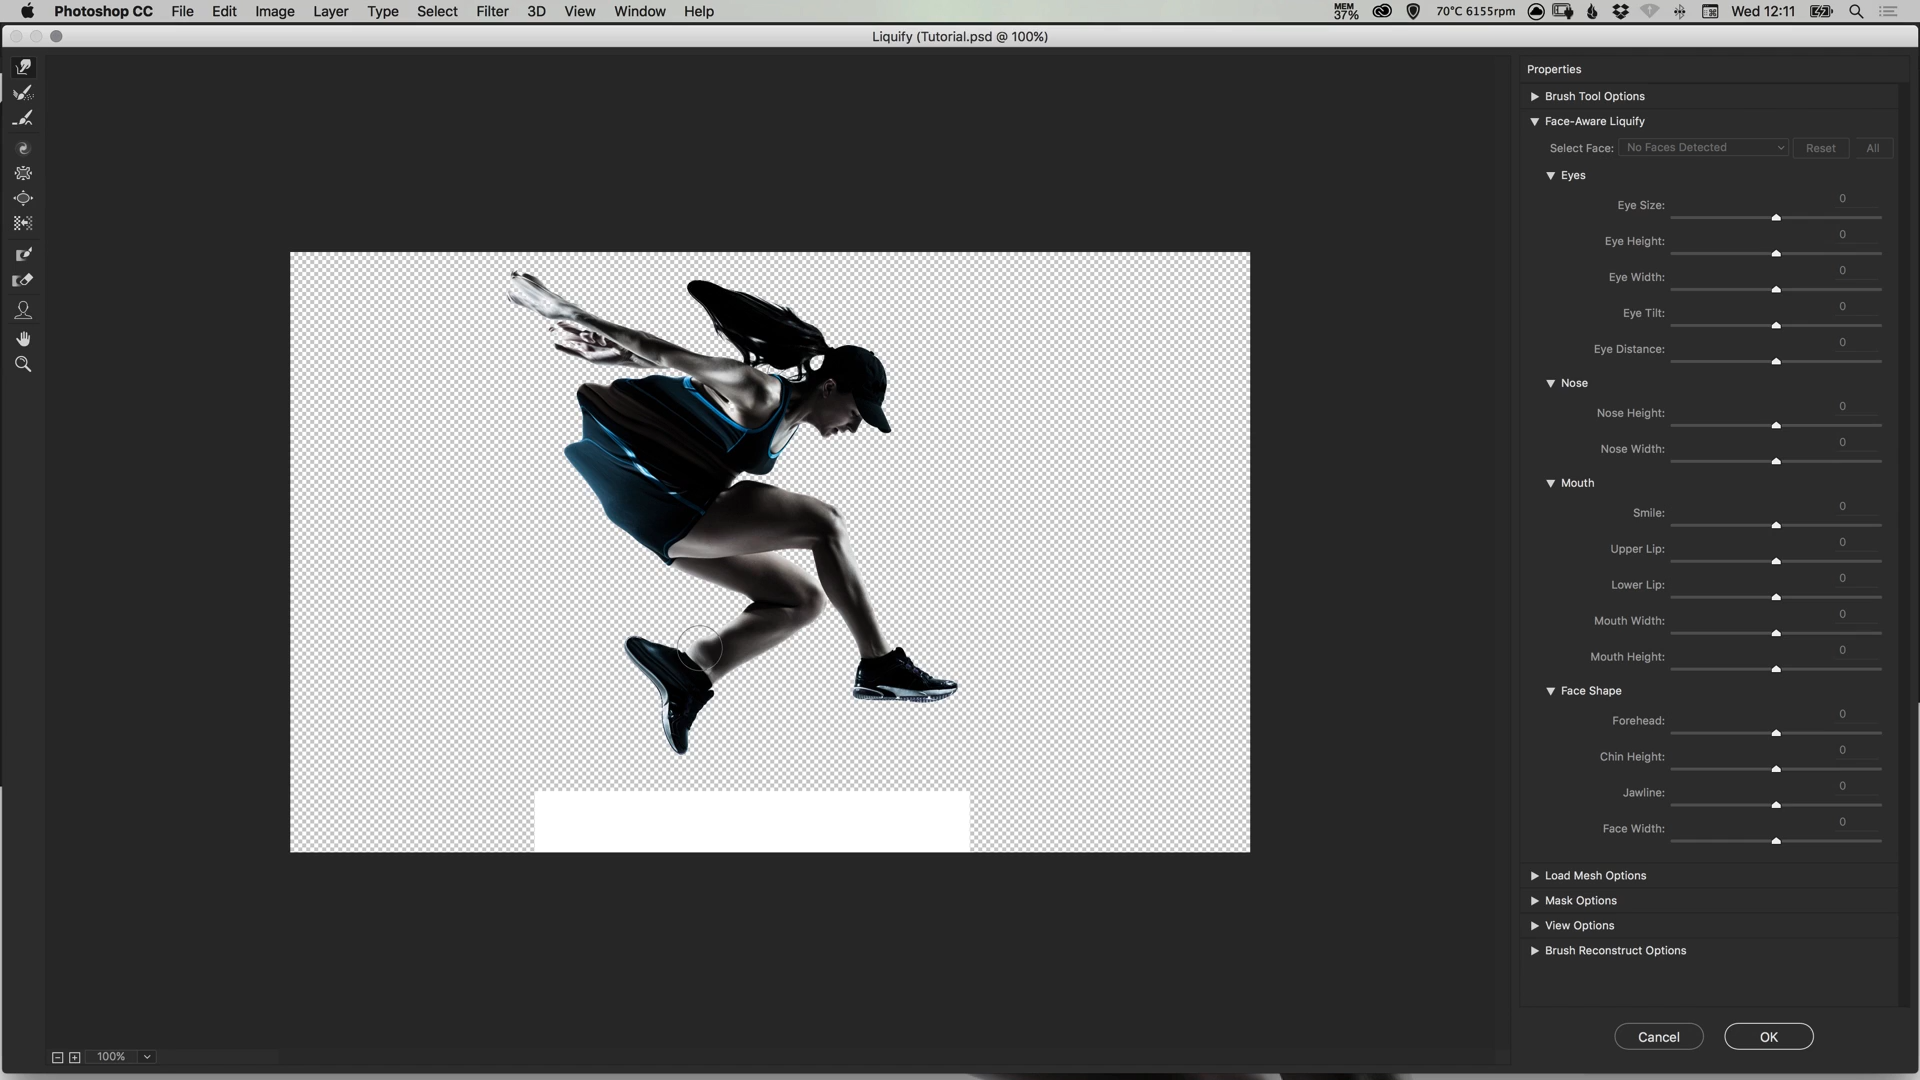 Photoshop CC File Edit Image Layer Type Select Filter 3D View Window Help MEM 37% 70°C 6155rpm Wed 12:11
Liquify (Tutorial.psd @ 100%)
Properties
Brush Tool Options
Face-Aware Liquify
Select Face: No Faces Detected Reset All
Eyes
Eye Size: 0
Eye Height: 0
Eye Width: 0
Eye Tilt: 0
Eye Distance: 0
Nose
Nose Height: 0
Nose Width: 0
Mouth
Smile: 0
Upper Lip: 0
Lower Lip: 0
Mouth Width: 0
Mouth Height: 0
Face Shape
Forehead: 0
Chin Height: 0
Jawline: 0
Face Width: 0
Load Mesh Options
Mask Options
View Options
Brush Reconstruct Options
Cancel OK
100%